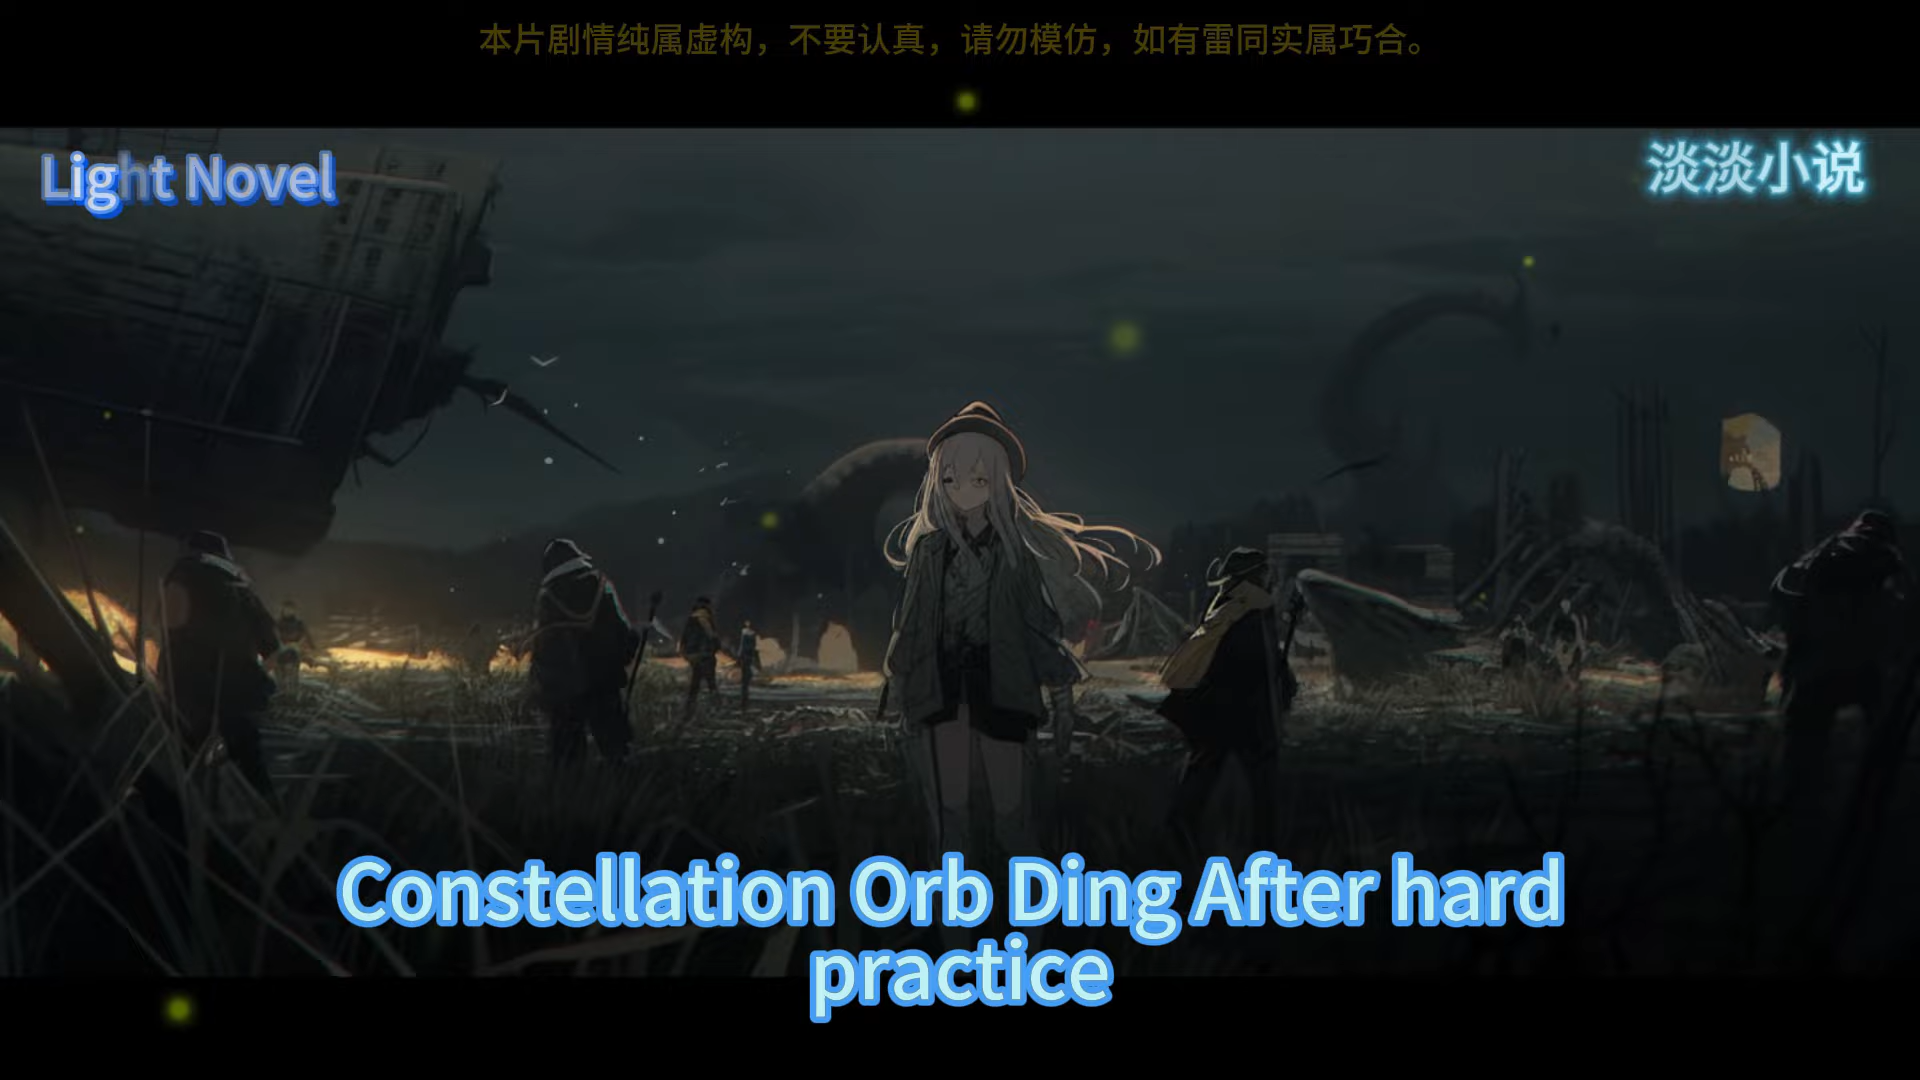 本片剧情纯属虚构，不要认真，请勿模仿，如有雷同实属巧合。
Light Novel
淡淡小说
Constellation Orb Ding After hard
practice